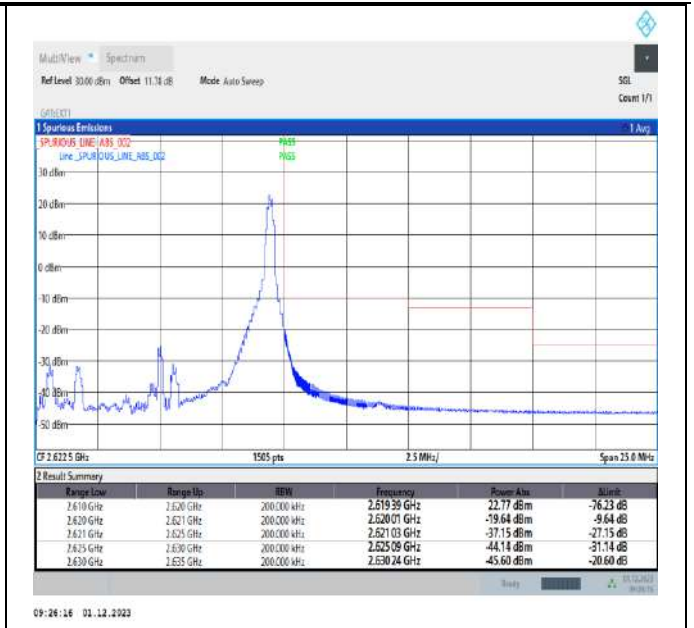 MultiView Spectrum
Ref Level 30.00 dBm Offset 11.78 dB Mode Auto Sweep SGL
Count 1/1
1 Spurious Emissions 1 Avg
_SPURIOUS_LINE_ABS_002 PASS
Line _SPURIOUS_LINE_ABS_002 PASS
30 dBm
20 dBm
10 dBm
0 dBm
-10 dBm
-20 dBm
-30 dBm
-40 dBm
-50 dBm
CF 2.6225 GHz 1505 pts 2.5 MHz/ Span 25.0 MHz
2 Result Summary
Range Low Range Up RBW Frequency Power Abs ΔLimit
2.610 GHz 2.620 GHz 200.000 kHz 2.61939 GHz 22.77 dBm -76.23 dB
2.620 GHz 2.621 GHz 200.000 kHz 2.62001 GHz -19.64 dBm -9.64 dB
2.621 GHz 2.625 GHz 200.000 kHz 2.62103 GHz -37.15 dBm -27.15 dB
2.625 GHz 2.630 GHz 200.000 kHz 2.62509 GHz -44.14 dBm -31.14 dB
2.630 GHz 2.635 GHz 200.000 kHz 2.63024 GHz -45.60 dBm -20.60 dB
Ready
09:26:16 01.12.2023